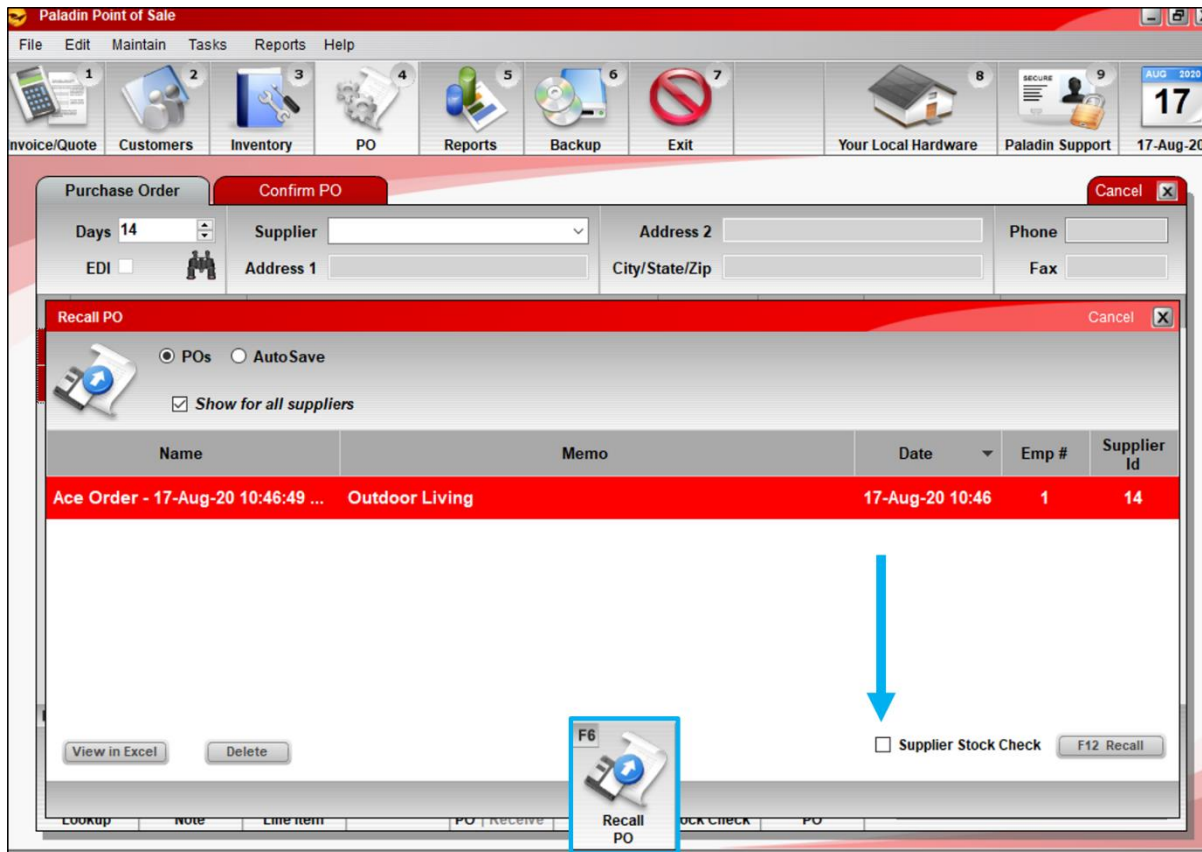 Paladin Point of Sale
File Edit Maintain Tasks Reports Help
1 2 3 4 5 6 7 8 SECURE 9 AUG 2020
17
nvoice/Quote Customers Inventory PO Reports Backup Exit Your Local Hardware Paladin Support 17-Aug-20
Purchase Order Confirm PO Cancel
Days 14 Supplier Address 2 Phone
EDI Address 1 City/State/Zip Fax
Recall PO Cancel
POs AutoSave
Show for all suppliers
Name Memo Date Emp # Supplier Id
Ace Order - 17-Aug-20 10:46:49 ... Outdoor Living 17-Aug-20 10:46 1 14
View in Excel Delete Supplier Stock Check F12 Recall
F6
Lookup Note Line Item PO Receive Recall PO ock Check PO